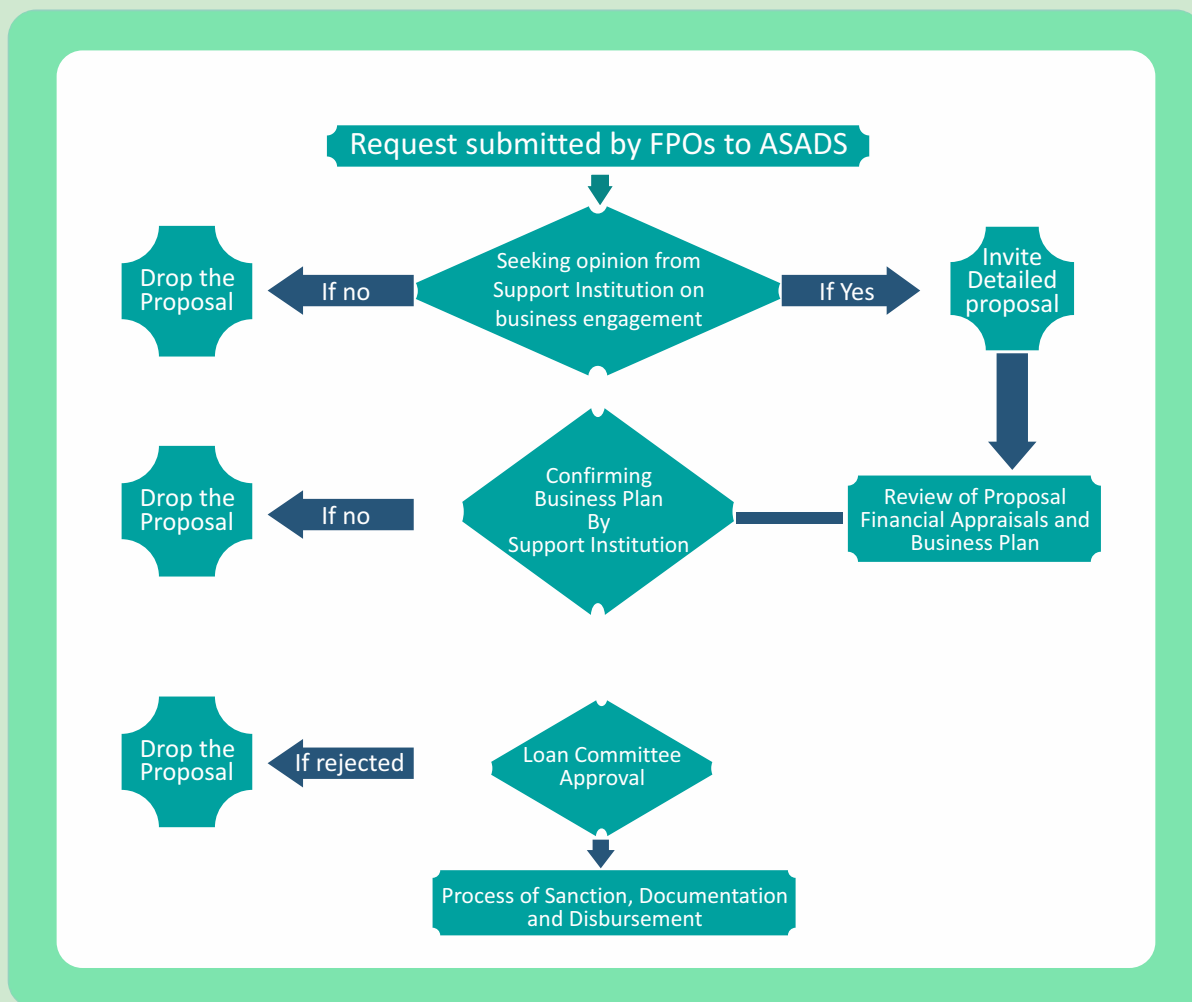 Request submitted by FPOs to ASADS
Drop the
Proposal
If no
Seeking opinion from
Support Institution on
business engagement
If Yes
Invite
Detailed
proposal
Drop the
Proposal
If no
Confirming
Business Plan
By
Support Institution
Review of Proposal
Financial Appraisals and
Business Plan
Drop the
Proposal
If rejected
Loan Committee
Approval
Process of Sanction, Documentation
and Disbursement